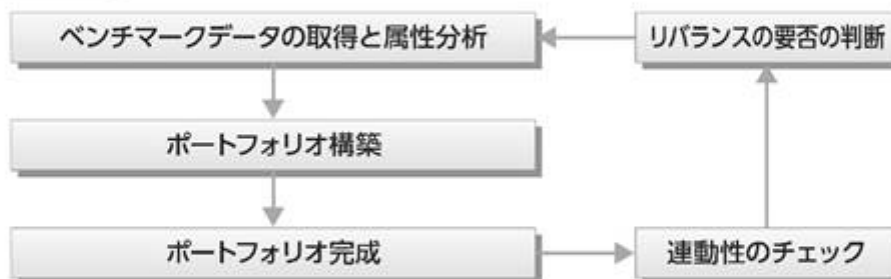 ベンチマークデータの取得と属性分析
リバランスの要否の判断
ポートフォリオ構築
ポートフォリオ完成
連動性のチェック